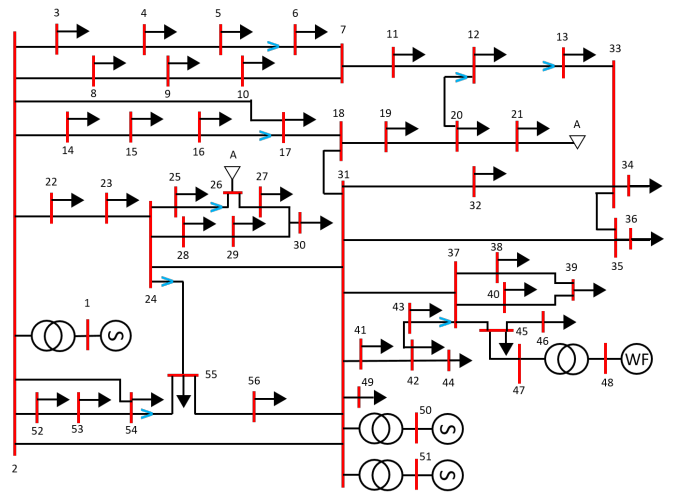 3 4 5 6 7 11 12 13 33
8 9 10
18 19 20 21 A
14 15 16 17
A
31 34
22 23 25 26 27 32
36
28 29 30 35
24 37 38 39
40
1 S 43 45 46
41
42 44 47 48 WF
55 56 49
50 S
52 53 54
51 S
2